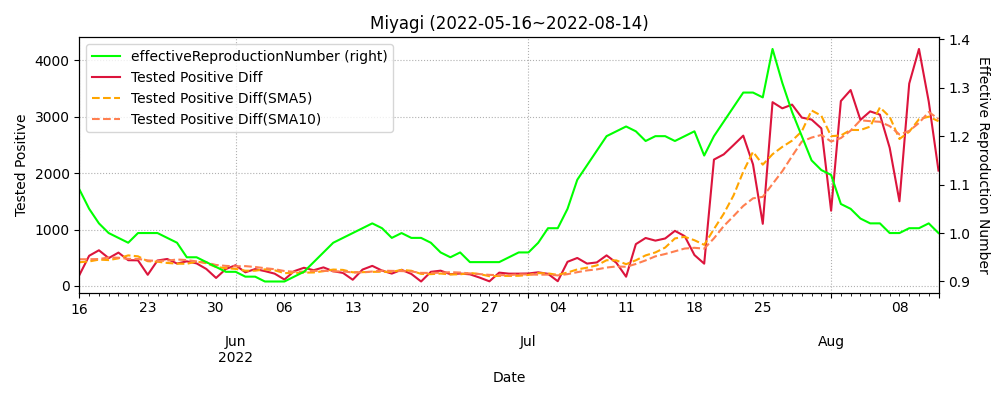 Miyagi (2022-05-16~2022-08-14)
effectiveReproductionNumber (right)
Tested Positive Diff
Tested Positive Diff(SMA5)
Tested Positive Diff(SMA10)
Tested Positive
4000
3000
2000
1000
0
Effective Reproduction Number
1.4
1.3
1.2
1.1
1.0
0.9
16 23 30 06 13 20 27 04 11 18 25 08
Jun Jul Aug
2022
Date